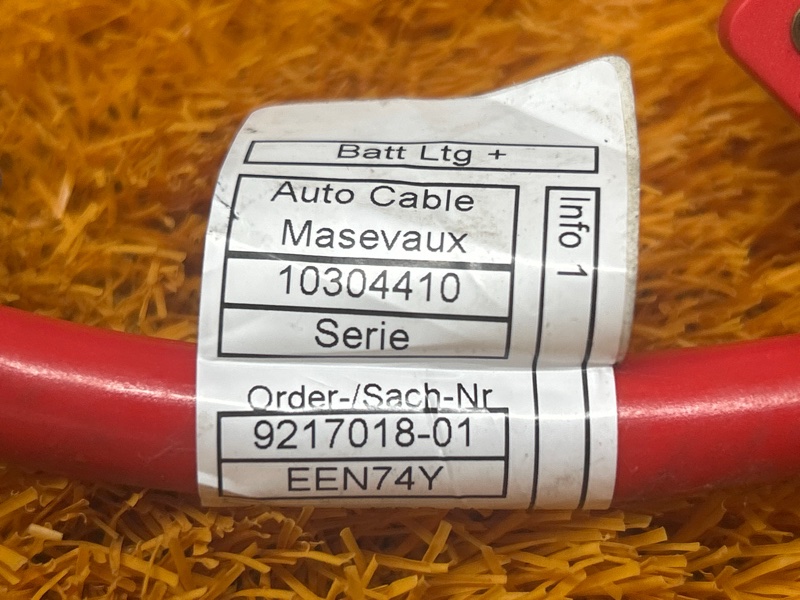 Batt Ltg +
Auto Cable
Masevaux
10304410
Serie
Info 1
Order-/Sach-Nr
9217018-01
EEN74Y